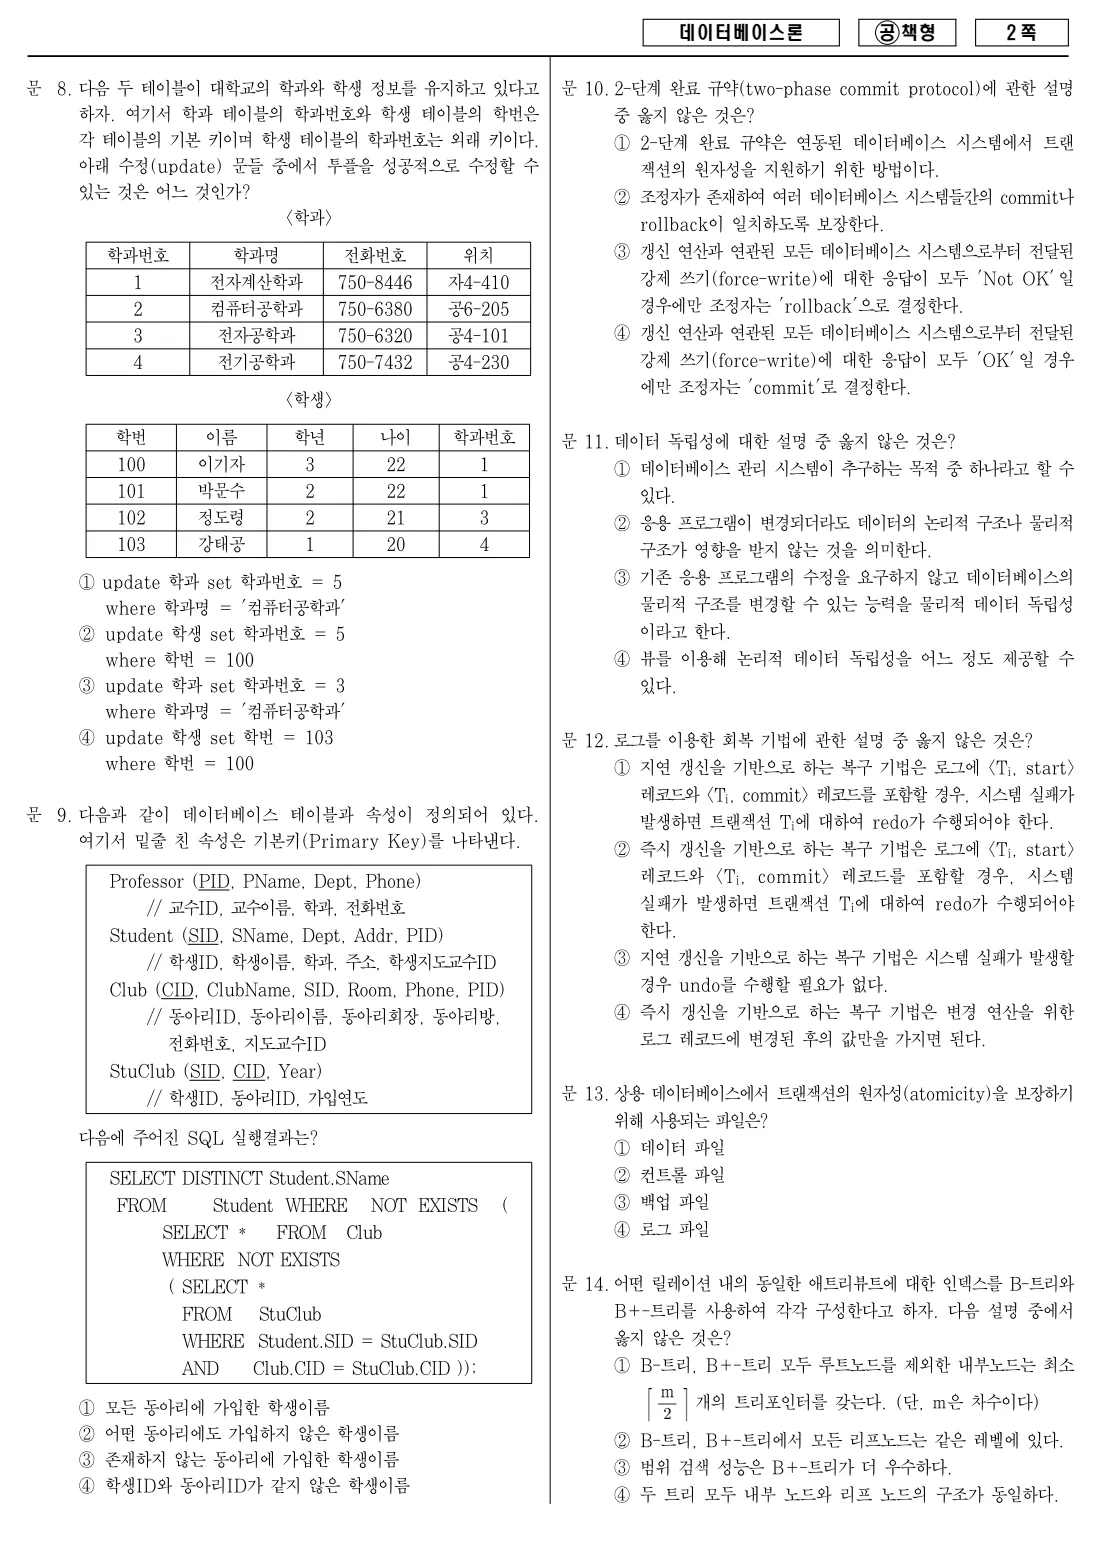 데이터베이스론
㉾책형
2쪽
문 8. 다음 두 테이블이 대학교의 학과와 학생 정보를 유지하고 있다고
하자. 여기서 학과 테이블의 학과번호와 학생 테이블의 학번은
각 테이블의 기본 키이며 학생 테이블의 학과번호는 외래 키이다.
아래 수정(update) 문들 중에서 투플을 성공적으로 수정할 수
있는 것은 어느 것인가?
〈학과〉
학과번호 학과명 전화번호 위치
1 전자계산학과 750-8446 자4-410
2 컴퓨터공학과 750-6380 공6-205
3 전자공학과 750-6320 공4-101
4 전기공학과 750-7432 공4-230
〈학생〉
학번 이름 학년 나이 학과번호
100 이기자 3 22 1
101 박문수 2 22 1
102 정도령 2 21 3
103 강태공 1 20 4
① update 학과 set 학과번호 = 5
where 학과명 = ′컴퓨터공학과′
② update 학생 set 학과번호 = 5
where 학번 = 100
③ update 학과 set 학과번호 = 3
where 학과명 = ′컴퓨터공학과′
④ update 학생 set 학번 = 103
where 학번 = 100
문 9. 다음과 같이 데이터베이스 테이블과 속성이 정의되어 있다.
여기서 밑줄 친 속성은 기본키(Primary Key)를 나타낸다.
Professor (PID, PName, Dept, Phone)
// 교수ID, 교수이름, 학과, 전화번호
Student (SID, SName, Dept, Addr, PID)
// 학생ID, 학생이름, 학과, 주소, 학생지도교수ID
Club (CID, ClubName, SID, Room, Phone, PID)
// 동아리ID, 동아리이름, 동아리회장, 동아리방,
전화번호, 지도교수ID
StuClub (SID, CID, Year)
// 학생ID, 동아리ID, 가입연도
다음에 주어진 SQL 실행결과는?
SELECT DISTINCT Student.SName
FROM Student WHERE NOT EXISTS (
SELECT * FROM Club
WHERE NOT EXISTS
( SELECT *
FROM StuClub
WHERE Student.SID = StuClub.SID
AND Club.CID = StuClub.CID ));
① 모든 동아리에 가입한 학생이름
② 어떤 동아리에도 가입하지 않은 학생이름
③ 존재하지 않는 동아리에 가입한 학생이름
④ 학생ID와 동아리ID가 같지 않은 학생이름
문 10. 2-단계 완료 규약(two-phase commit protocol)에 관한 설명
중 옳지 않은 것은?
① 2-단계 완료 규약은 연동된 데이터베이스 시스템에서 트랜
잭션의 원자성을 지원하기 위한 방법이다.
② 조정자가 존재하여 여러 데이터베이스 시스템들간의 commit나
rollback이 일치하도록 보장한다.
③ 갱신 연산과 연관된 모든 데이터베이스 시스템으로부터 전달된
강제 쓰기(force-write)에 대한 응답이 모두 ′Not OK′일
경우에만 조정자는 ′rollback′으로 결정한다.
④ 갱신 연산과 연관된 모든 데이터베이스 시스템으로부터 전달된
강제 쓰기(force-write)에 대한 응답이 모두 ′OK′일 경우
에만 조정자는 ′commit′로 결정한다.
문 11. 데이터 독립성에 대한 설명 중 옳지 않은 것은?
① 데이터베이스 관리 시스템이 추구하는 목적 중 하나라고 할 수
있다.
② 응용 프로그램이 변경되더라도 데이터의 논리적 구조나 물리적
구조가 영향을 받지 않는 것을 의미한다.
③ 기존 응용 프로그램의 수정을 요구하지 않고 데이터베이스의
물리적 구조를 변경할 수 있는 능력을 물리적 데이터 독립성
이라고 한다.
④ 뷰를 이용해 논리적 데이터 독립성을 어느 정도 제공할 수
있다.
문 12. 로그를 이용한 회복 기법에 관한 설명 중 옳지 않은 것은?
① 지연 갱신을 기반으로 하는 복구 기법은 로그에 〈Tᵢ, start〉
레코드와 〈Tᵢ, commit〉 레코드를 포함할 경우, 시스템 실패가
발생하면 트랜잭션 Tᵢ에 대하여 redo가 수행되어야 한다.
② 즉시 갱신을 기반으로 하는 복구 기법은 로그에 〈Tᵢ, start〉
레코드와 〈Tᵢ, commit〉 레코드를 포함할 경우, 시스템
실패가 발생하면 트랜잭션 Tᵢ에 대하여 redo가 수행되어야
한다.
③ 지연 갱신을 기반으로 하는 복구 기법은 시스템 실패가 발생할
경우 undo를 수행할 필요가 없다.
④ 즉시 갱신을 기반으로 하는 복구 기법은 변경 연산을 위한
로그 레코드에 변경된 후의 값만을 가지면 된다.
문 13. 상용 데이터베이스에서 트랜잭션의 원자성(atomicity)을 보장하기
위해 사용되는 파일은?
① 데이터 파일
② 컨트롤 파일
③ 백업 파일
④ 로그 파일
문 14. 어떤 릴레이션 내의 동일한 애트리뷰트에 대한 인덱스를 B-트리와
B+-트리를 사용하여 각각 구성한다고 하자. 다음 설명 중에서
옳지 않은 것은?
① B-트리, B+-트리 모두 루트노드를 제외한 내부노드는 최소
⌈m/2⌉개의 트리포인터를 갖는다. (단, m은 차수이다)
② B-트리, B+-트리에서 모든 리프노드는 같은 레벨에 있다.
③ 범위 검색 성능은 B+-트리가 더 우수하다.
④ 두 트리 모두 내부 노드와 리프 노드의 구조가 동일하다.